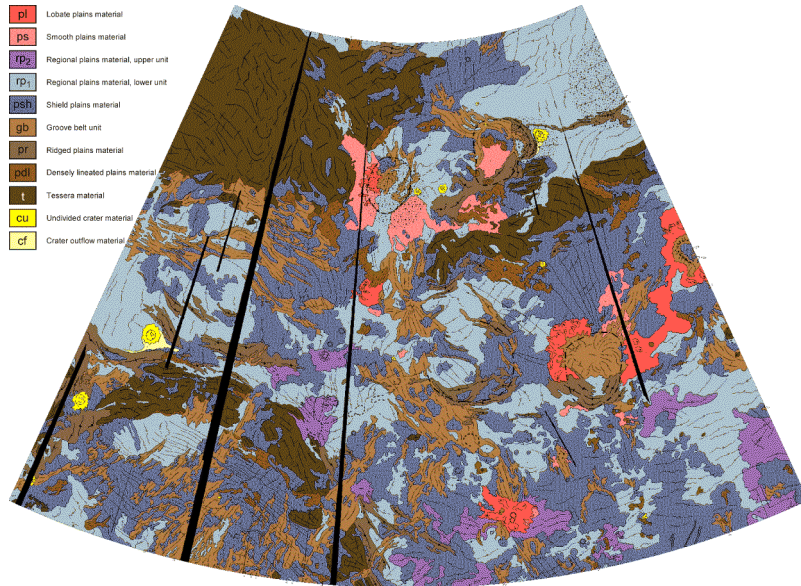 pl Lobate plains material
ps Smooth plains material
rp2 Regional plains material, upper unit
rp1 Regional plains material, lower unit
psh Shield plains material
gb Groove belt unit
pr Ridged plains material
pdl Densely lineated plains material
t Tessera material
cu Undivided crater material
cf Crater outflow material